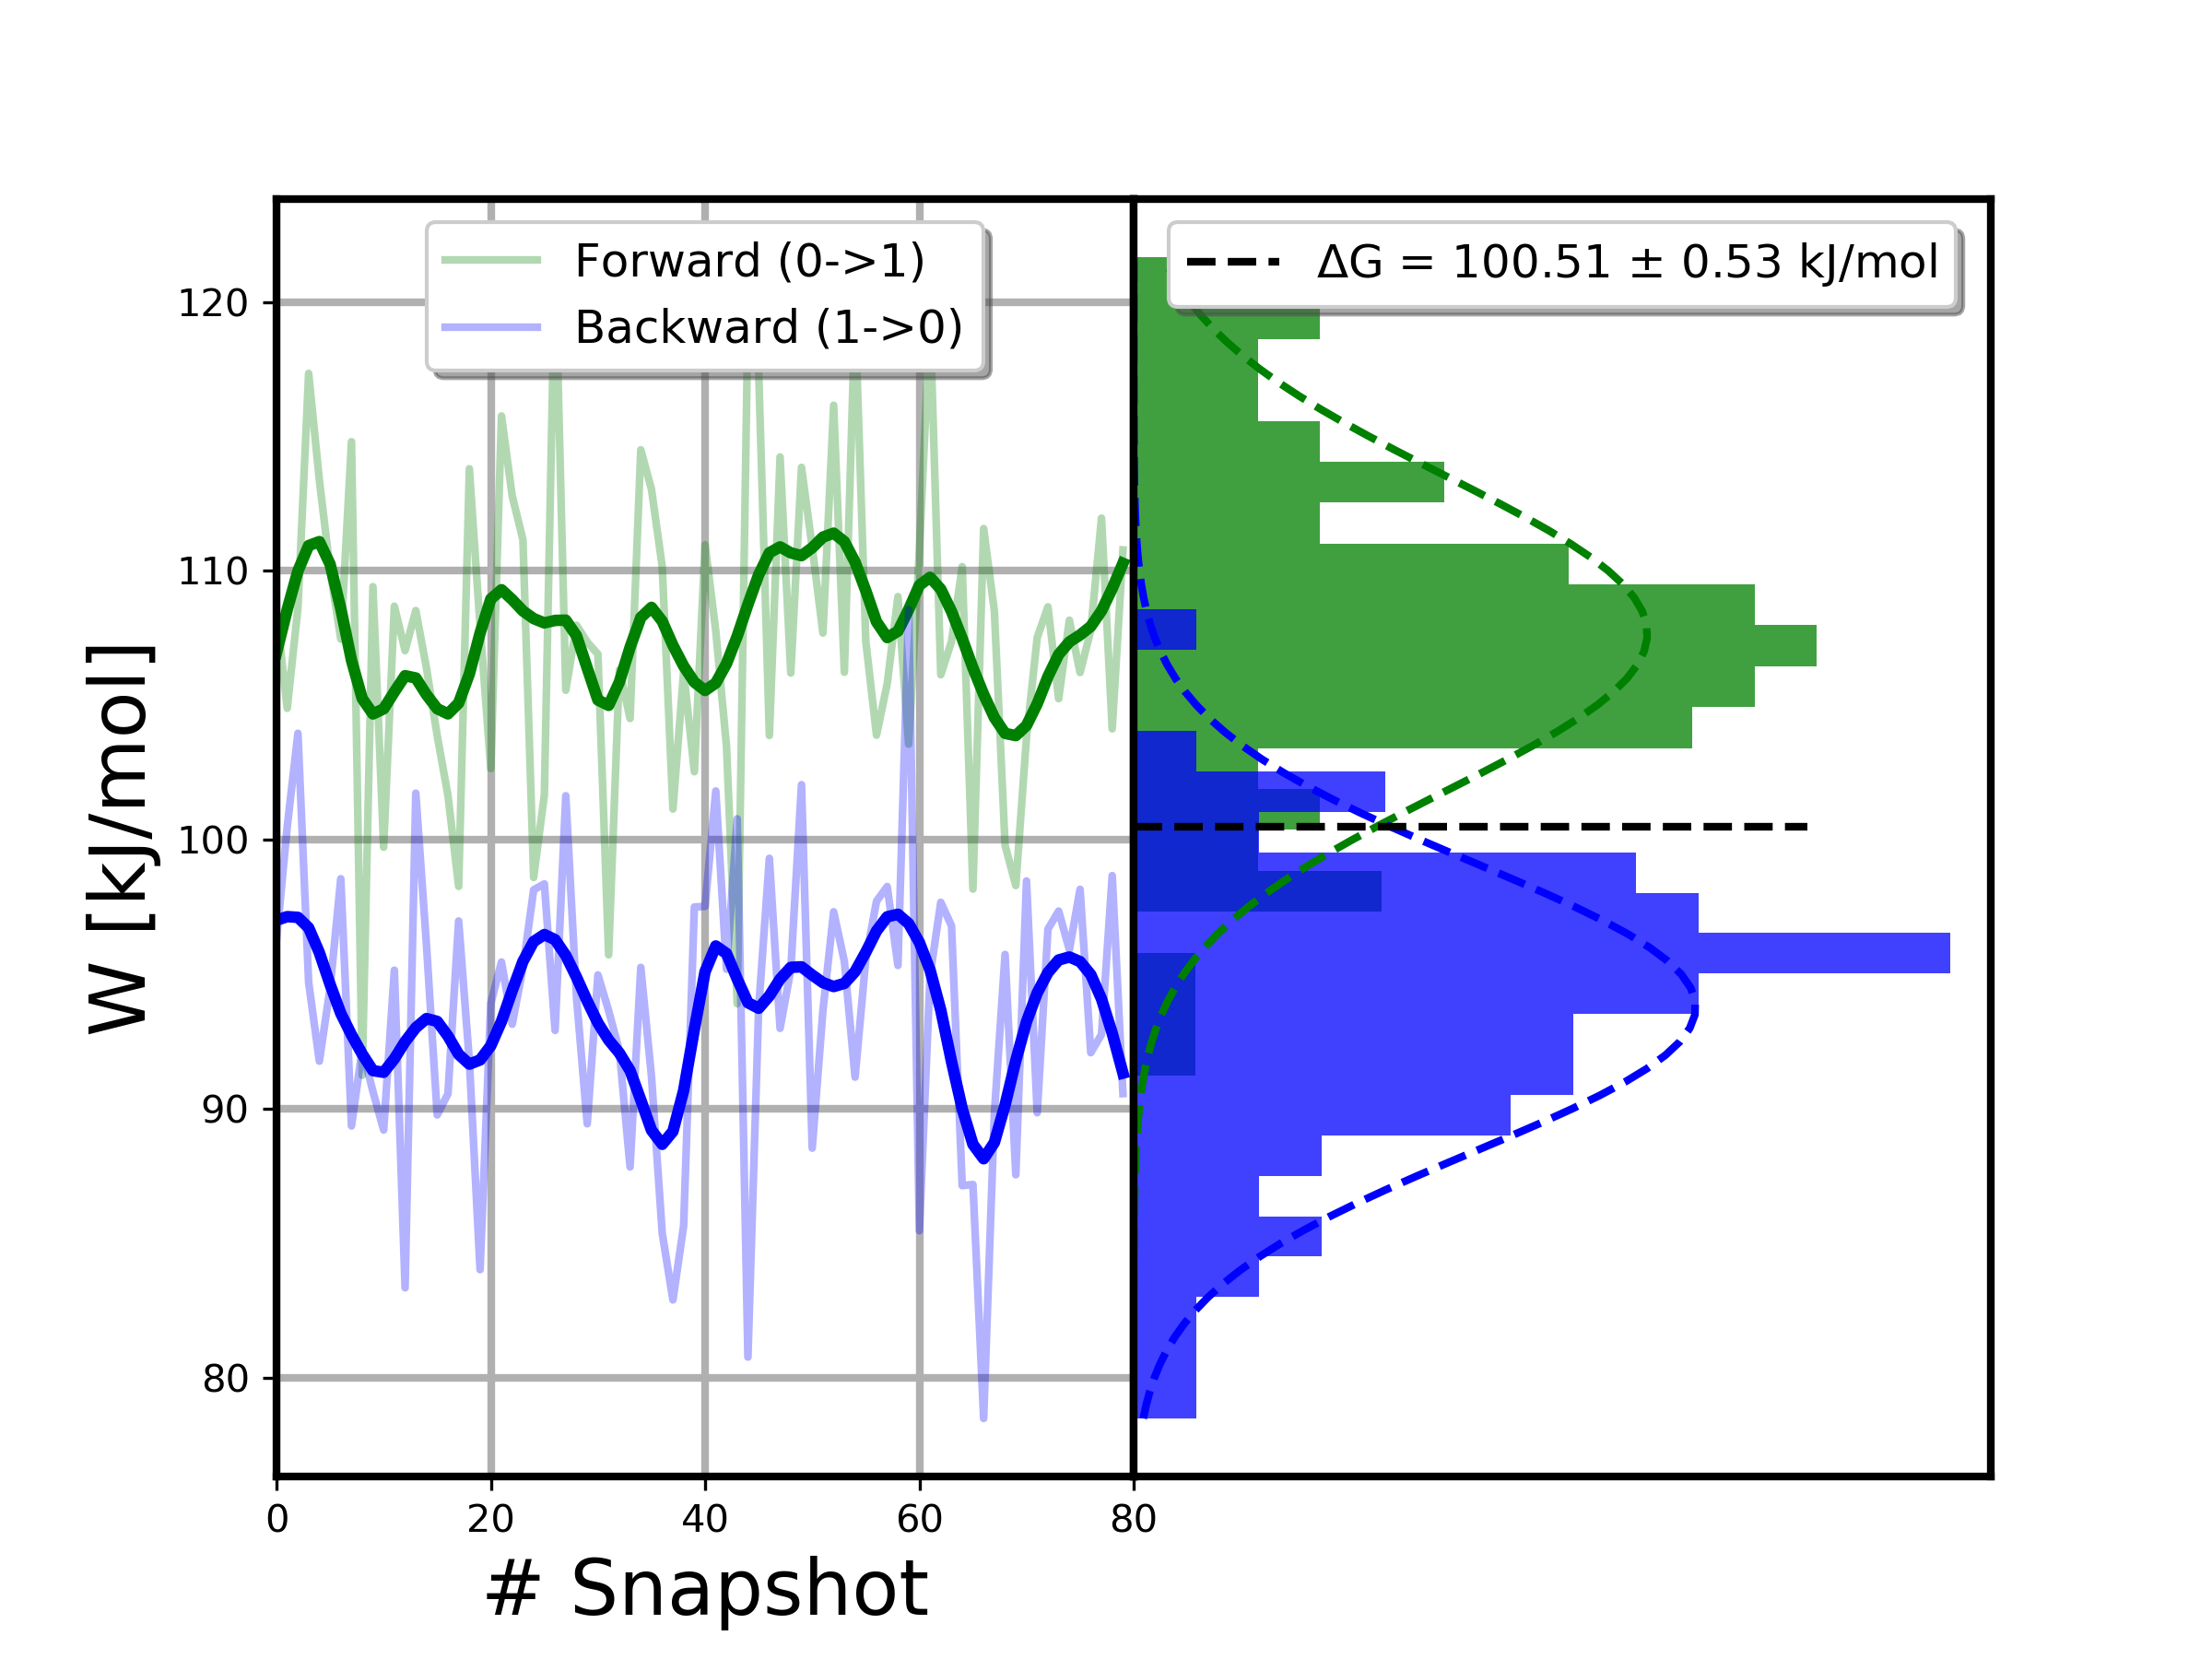 Forward (0->1)
Backward (1->0)
ΔG = 100.51 ± 0.53 kJ/mol
W [kJ/mol]
120
110
100
90
80
0 20 40 60 80
# Snapshot